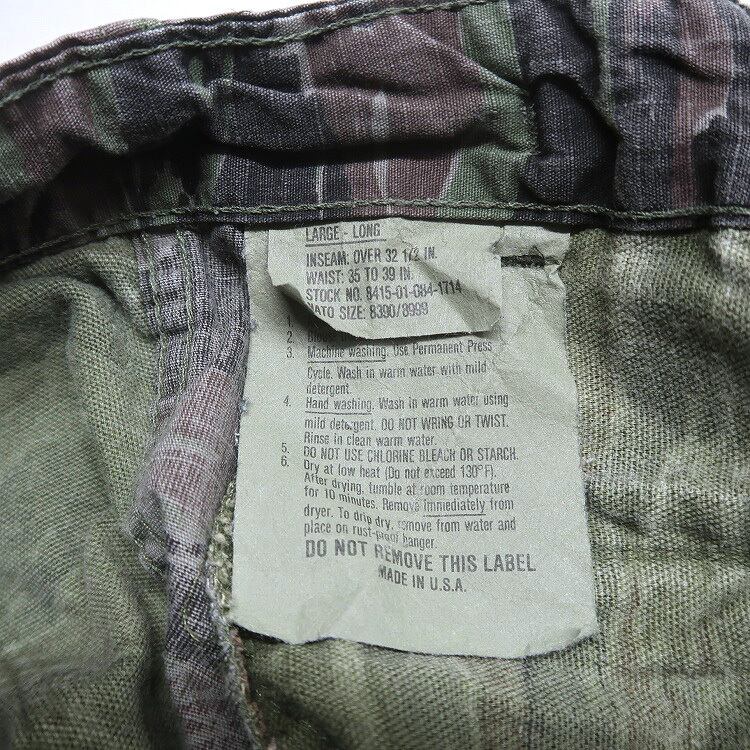 LARGE - LONG
INSEAM: OVER 32 1/2 IN.
WAIST: 35 TO 39 IN.
STOCK NO. 8415-01-084-1714
NATO SIZE: 8390/8999
1.
2.
3. Machine washing. Use Permanent Press
Cycle. Wash in warm water with mild
detergent.
4. Hand washing. Wash in warm water using
mild detergent. DO NOT WRING OR TWIST.
Rinse in clean warm water.
5. DO NOT USE CHLORINE BLEACH OR STARCH.
6. Dry at low heat (Do not exceed 130°F).
After drying, tumble at room temperature
for 10 minutes. Remove immediately from
dryer. To drip dry, remove from water and
place on rust-proof hanger.
DO NOT REMOVE THIS LABEL
MADE IN U.S.A.